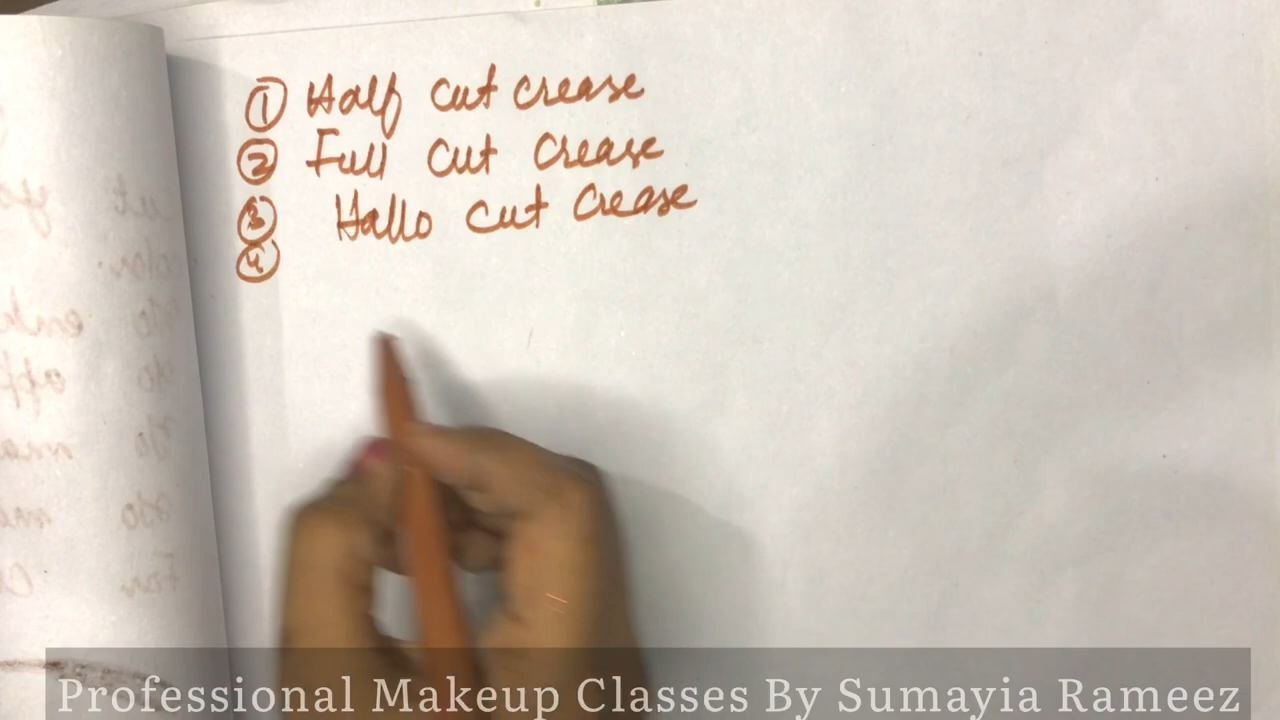 ① Half cut crease
② Full cut crease
③ Hallo cut crease
④
Professional Makeup Classes By Sumayia Rameez